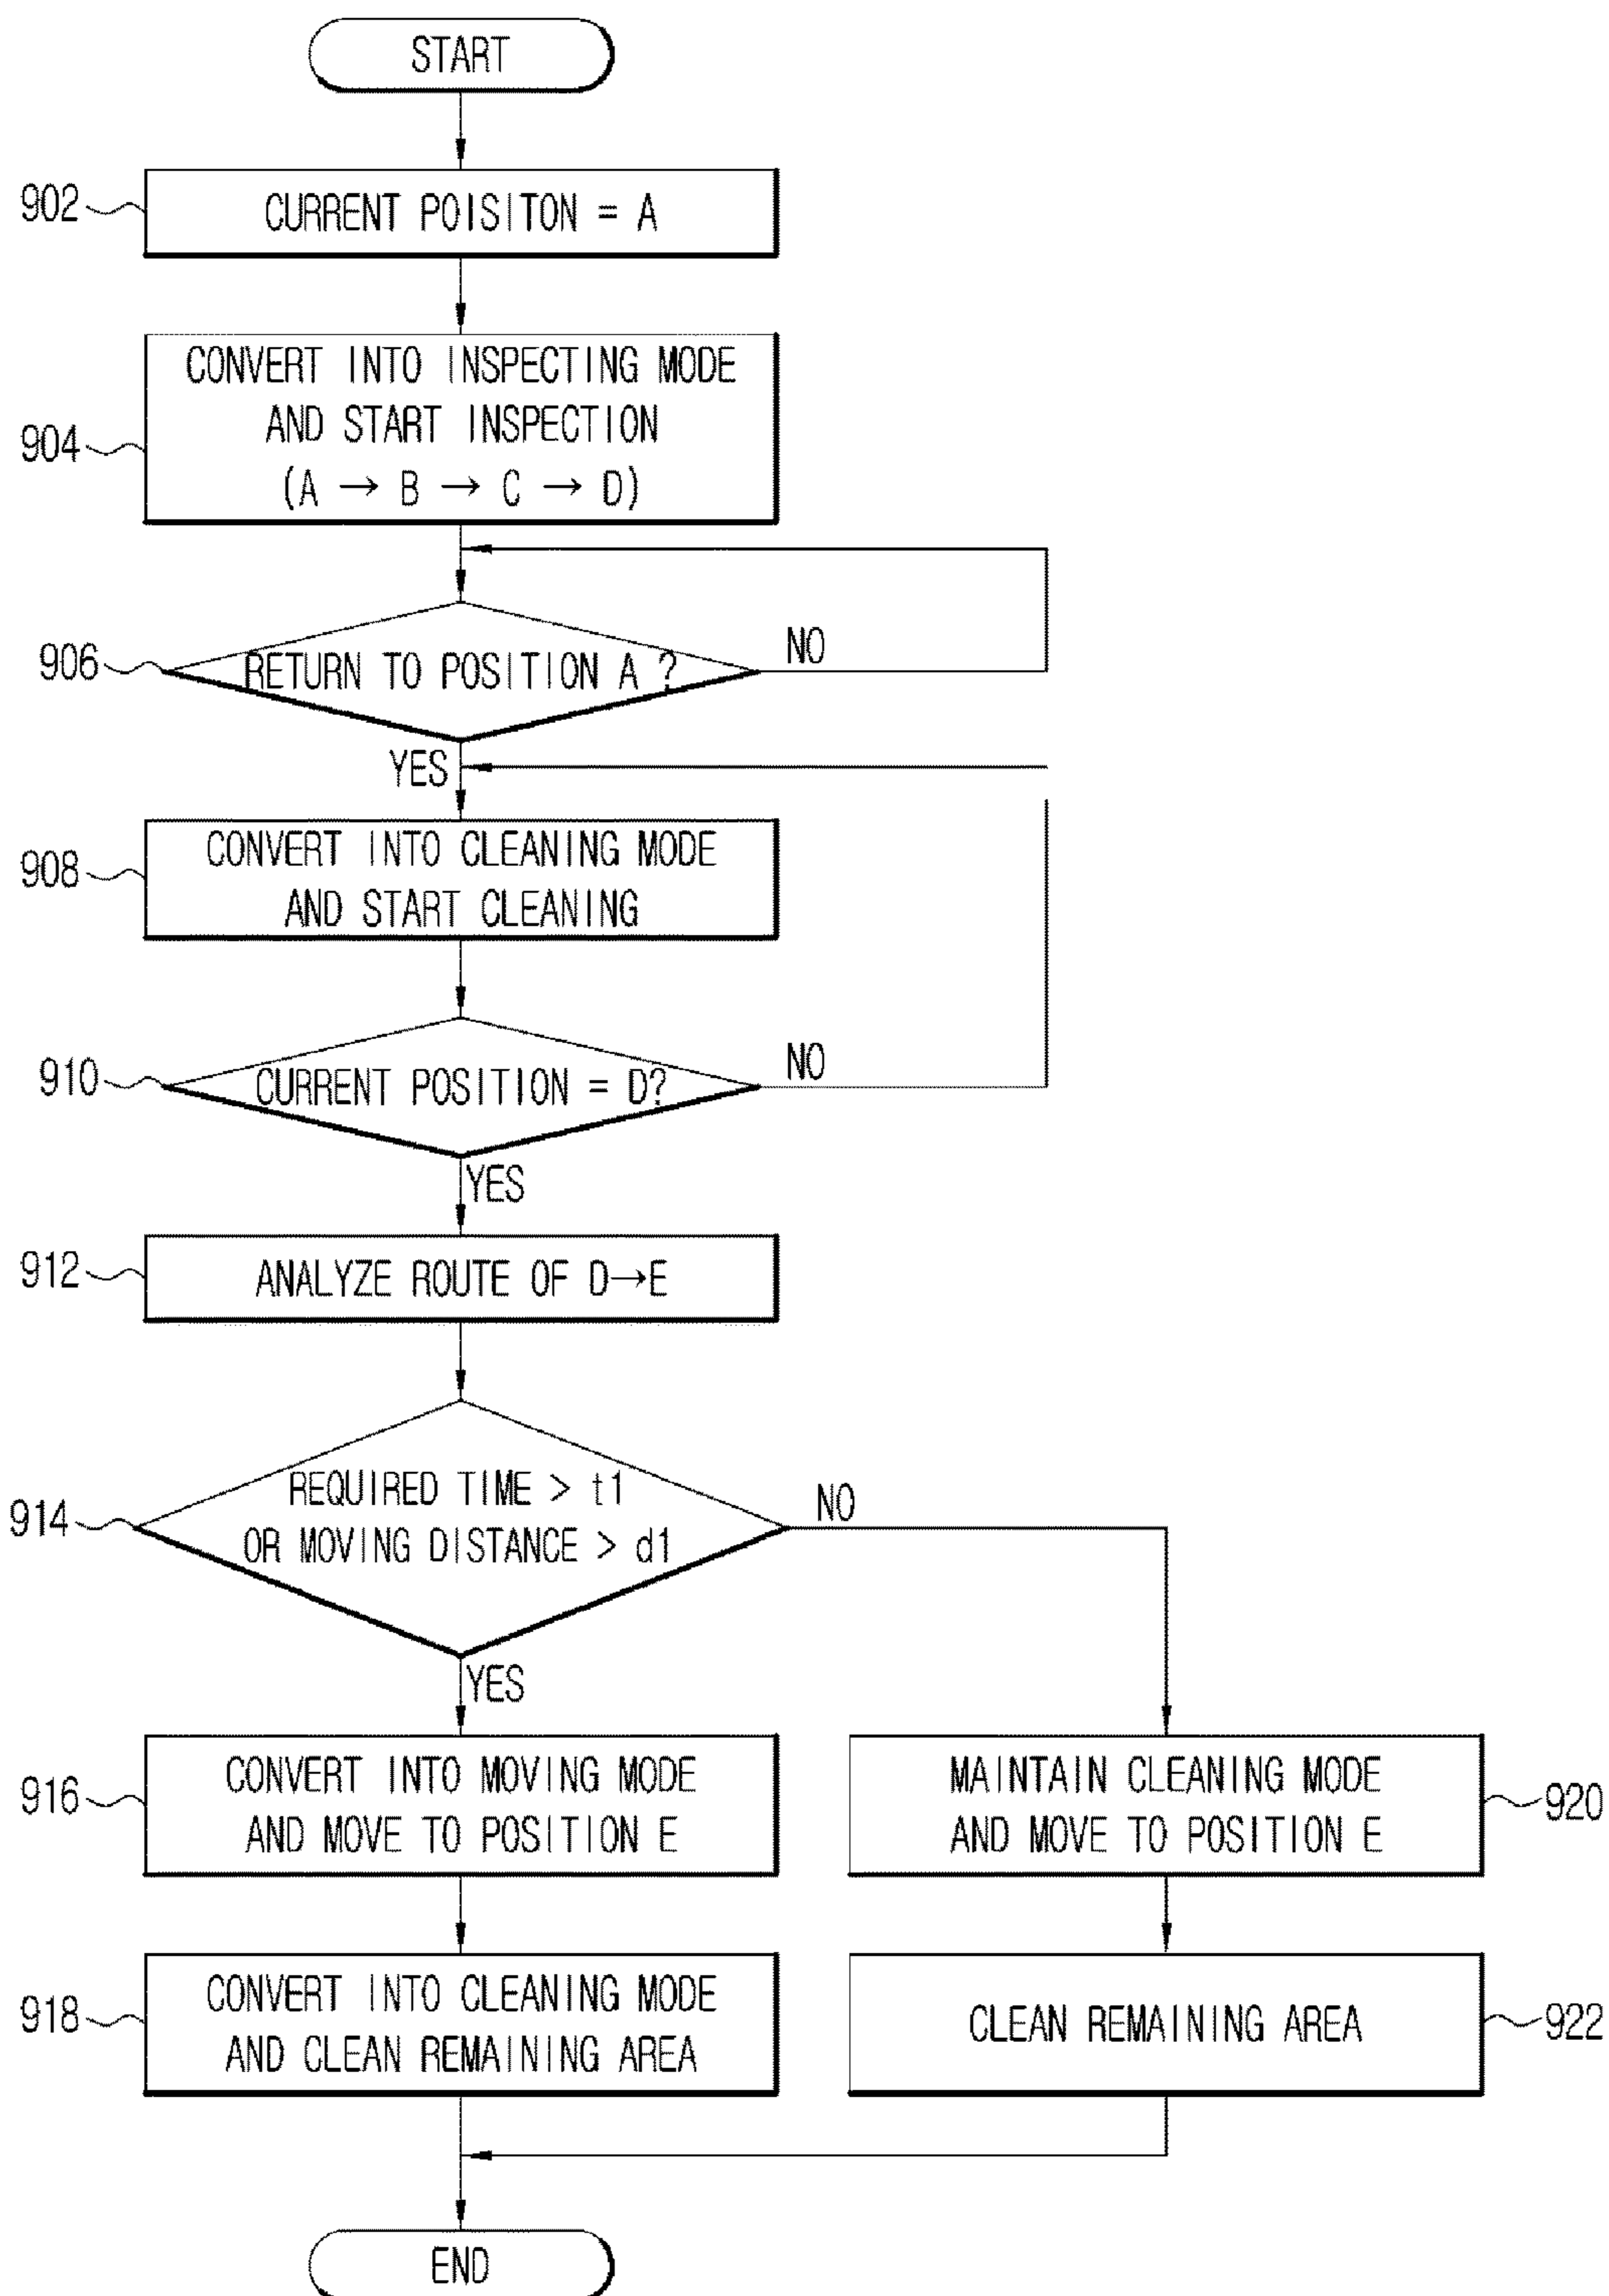 START
902
CURRENT POISITON = A
904
CONVERT INTO INSPECTING MODE
AND START INSPECTION
(A → B → C → D)
906
RETURN TO POSITION A ?
NO
YES
908
CONVERT INTO CLEANING MODE
AND START CLEANING
910
CURRENT POSITION = D?
NO
YES
912
ANALYZE ROUTE OF D→E
914
REQUIRED TIME > t1
OR MOVING DISTANCE > d1
NO
YES
916
CONVERT INTO MOVING MODE
AND MOVE TO POSITION E
MAINTAIN CLEANING MODE
AND MOVE TO POSITION E
920
918
CONVERT INTO CLEANING MODE
AND CLEAN REMAINING AREA
CLEAN REMAINING AREA
922
END